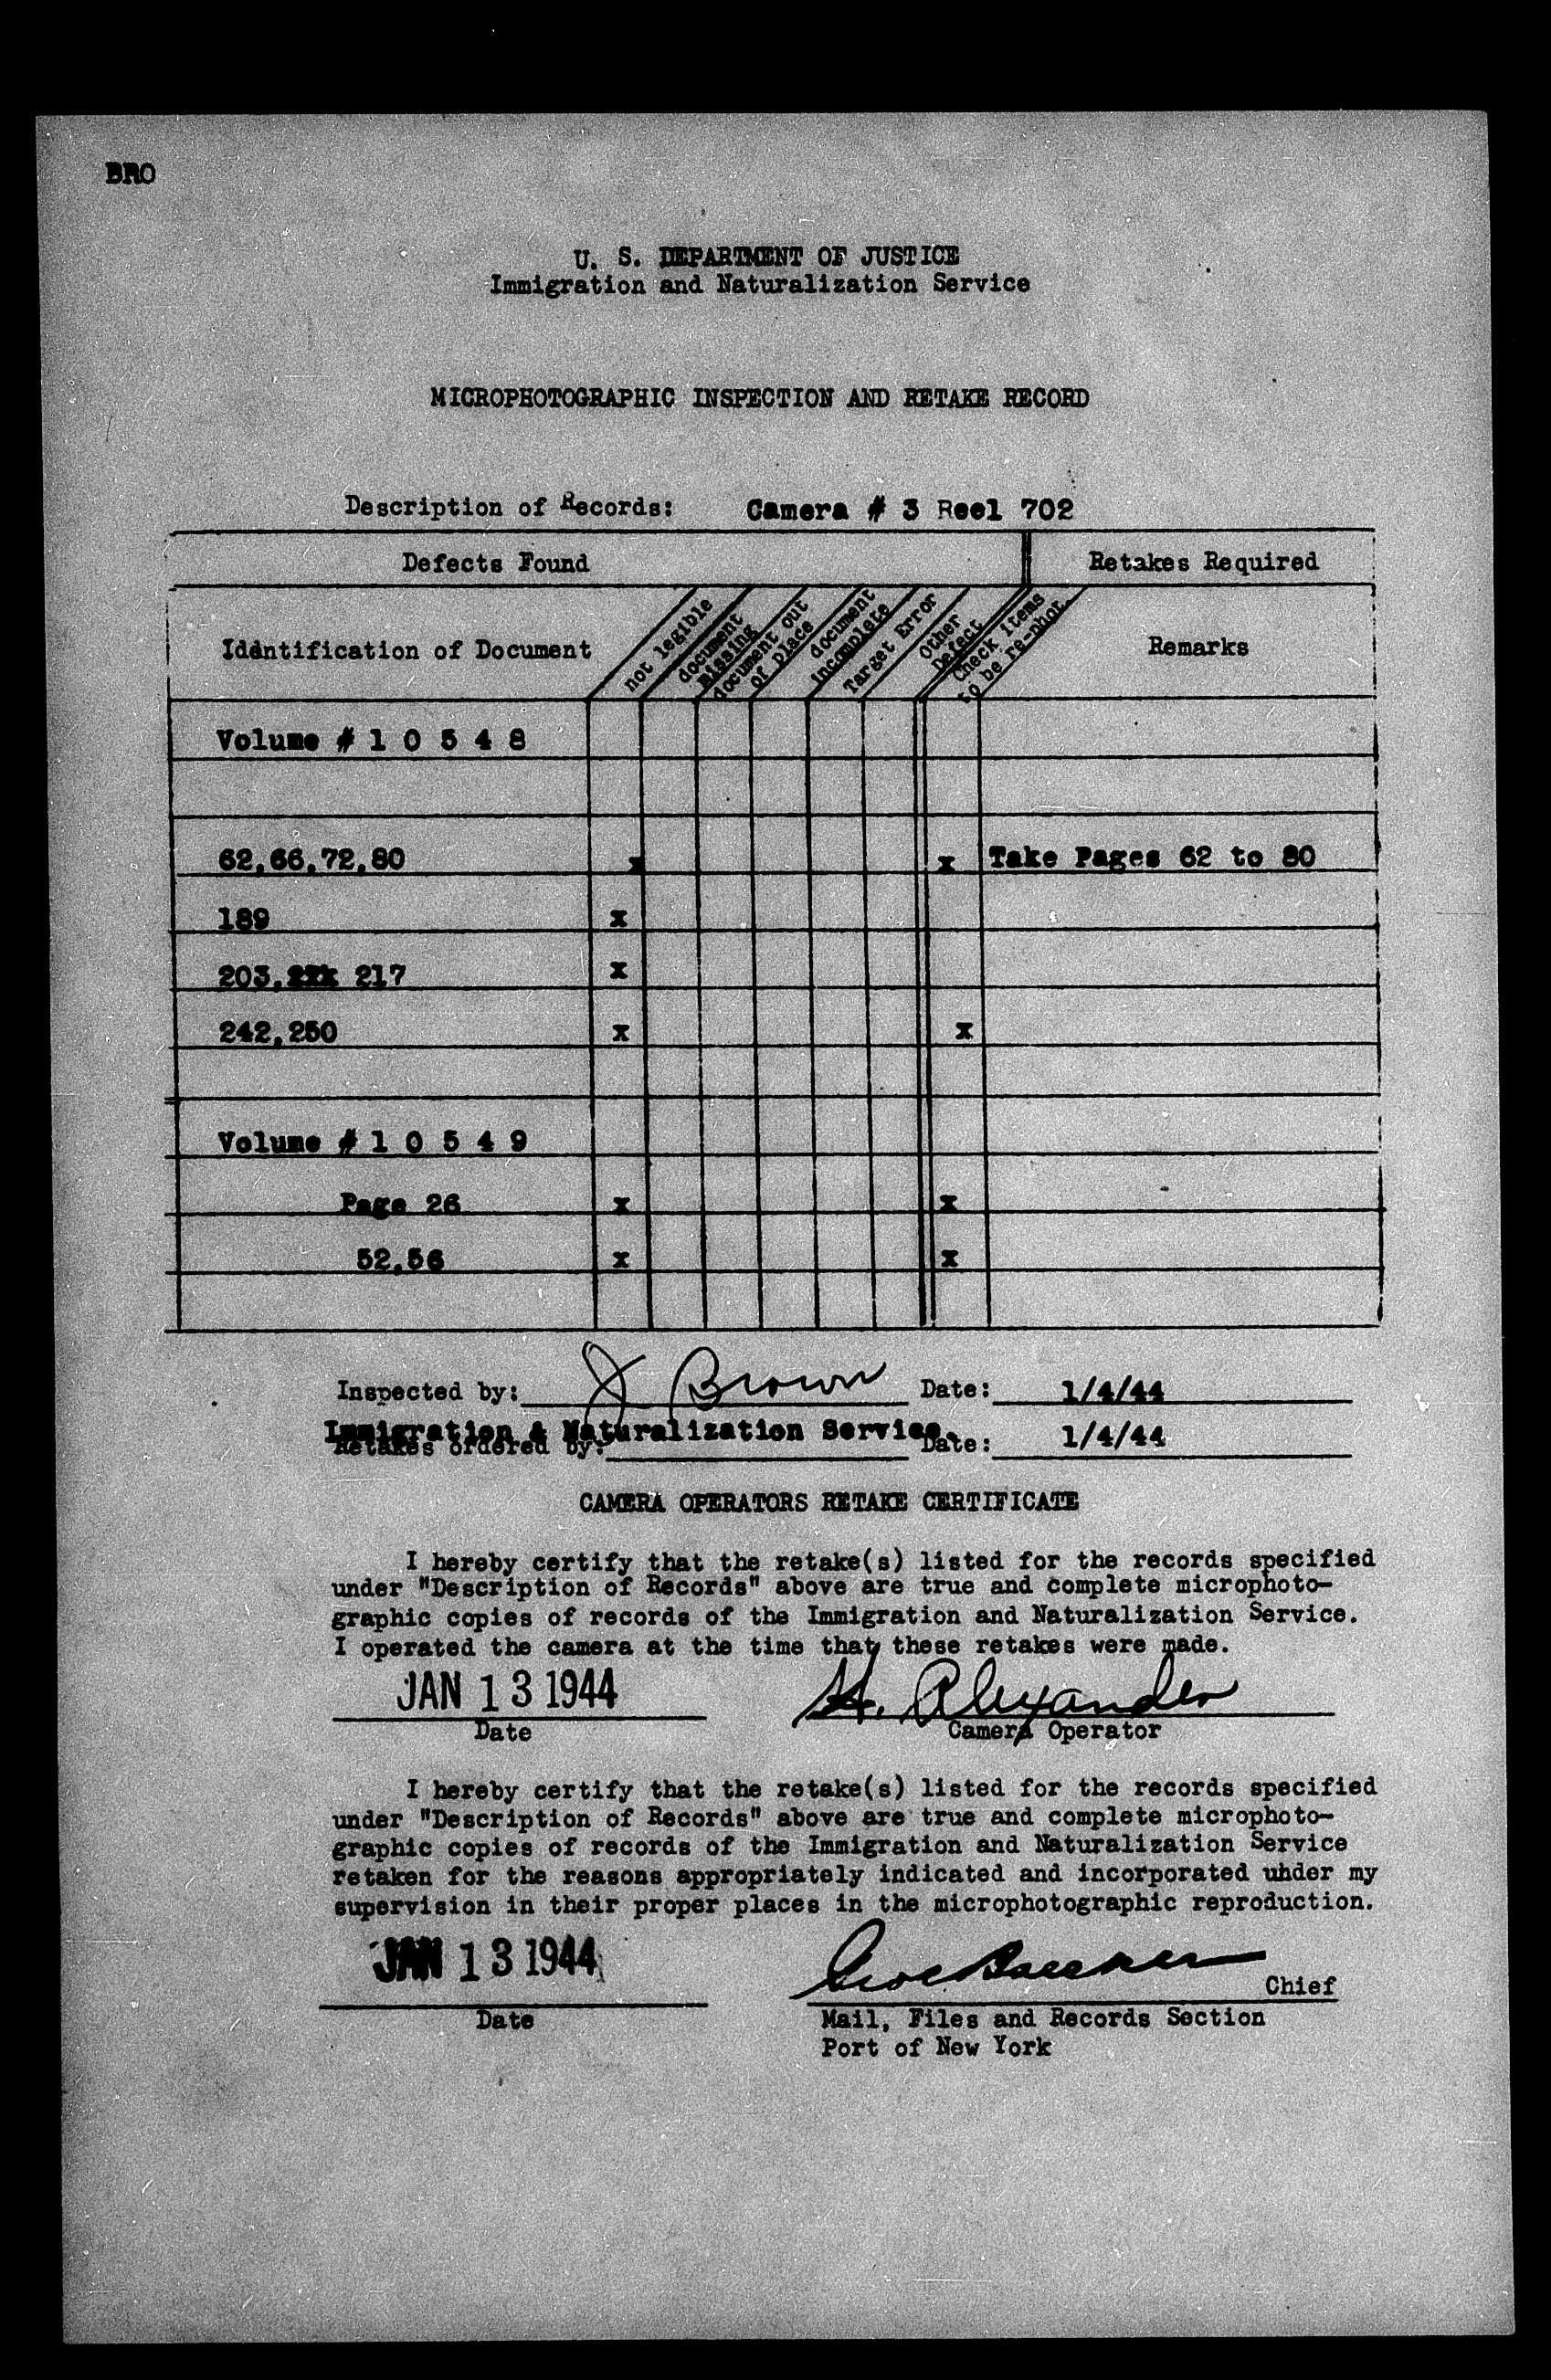 BRO
U. S. DEPARTMENT OF JUSTICE
Immigration and Naturalization Service
MICROPHOTOGRAPHIC INSPECTION AND RETAKE RECORD
Description of Records: Camera # 3 Reel 702
Defects Found Retakes Required
Idàntification of Document not legible document missing document out of place document incomplete Target Error Other Defect Check Items to be re-phot. Remarks
Volume # 1 0 5 4 8
62,66,72,80 x x Take Pages 62 to 80
189 x
203, 217 x
242,250 x x
Volume # 1 0 5 4 9
Page 26 x x
52,56 x x
Inspected by: J Brown Date: 1/4/44
Immigration & Naturalization Service.
Retakes ordered by: Date: 1/4/44
CAMERA OPERATORS RETAKE CERTIFICATE
I hereby certify that the retake(s) listed for the records specified
under "Description of Records" above are true and complete microphoto-
graphic copies of records of the Immigration and Naturalization Service.
I operated the camera at the time that these retakes were made.
JAN 13 1944 H. Alexander
Date Camera Operator
I hereby certify that the retake(s) listed for the records specified
under "Description of Records" above are true and complete microphoto-
graphic copies of records of the Immigration and Naturalization Service
retaken for the reasons appropriately indicated and incorporated under my
supervision in their proper places in the microphotographic reproduction.
JAN 13 1944
Chief
Date Mail, Files and Records Section
Port of New York